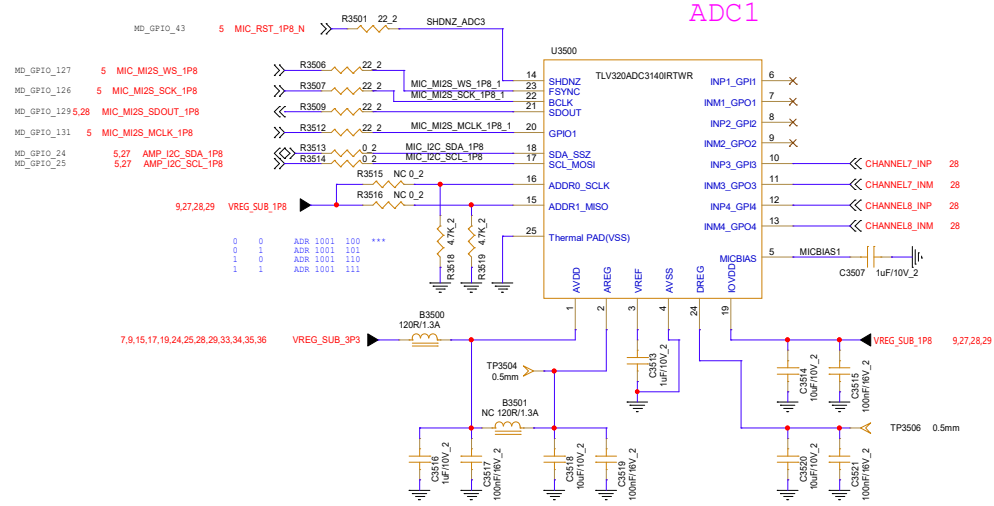 ADC1
MD_GPIO_43 5 MIC_RST_1P8_N R3501 22_2 SHDNZ_ADC3
U3500
TLV320ADC3140IRTWR
MD_GPIO_127 5 MIC_MI2S_WS_1P8 R3506 22_2 MIC_MI2S_WS_1P8_1 14 SHDNZ
MD_GPIO_126 5 MIC_MI2S_SCK_1P8 R3507 22_2 MIC_MI2S_SCK_1P8_1 23 FSYNC
22 BCLK
MD_GPIO_129 5,28 MIC_MI2S_SDOUT_1P8 R3509 22_2 21 SDOUT
MD_GPIO_131 5 MIC_MI2S_MCLK_1P8 R3512 22_2 MIC_MI2S_MCLK_1P8_1 20 GPIO1
MD_GPIO_24 5,27 AMP_I2C_SDA_1P8 R3513 0_2 MIC_I2C_SDA_1P8 18 SDA_SSZ
MD_GPIO_25 5,27 AMP_I2C_SCL_1P8 R3514 0_2 MIC_I2C_SCL_1P8 17 SCL_MOSI
R3515 NC 0_2 16 ADDR0_SCLK
9,27,28,29 VREG_SUB_1P8 R3516 NC 0_2 15 ADDR1_MISO
R3518 4.7K_2
R3519 4.7K_2
25 Thermal PAD(VSS)
0 0 ADR 1001 100 ***
0 1 ADR 1001 101
1 0 ADR 1001 110
1 1 ADR 1001 111
INP1_GPI1 6
INM1_GPO1 7
INP2_GPI2 8
INM2_GPO2 9
INP3_GPI3 10 CHANNEL7_INP 28
INM3_GPO3 11 CHANNEL7_INM 28
INP4_GPI4 12 CHANNEL8_INP 28
INM4_GPO4 13 CHANNEL8_INM 28
MICBIAS 5 MICBIAS1
C3507 1uF/10V_2
AVDD AREG VREF AVSS DREG IOVDD
1 2 3 4 24 19
7,9,15,17,19,24,25,28,29,33,34,35,36 VREG_SUB_3P3
B3500
120R/1.3A
VREG_SUB_1P8 9,27,28,29
TP3504
0.5mm
C3513 1uF/10V_2
C3514 10uF/10V_2
C3515 100nF/16V_2
B3501
NC 120R/1.3A
TP3506 0.5mm
C3516 1uF/10V_2
C3517 100nF/16V_2
C3518 10uF/10V_2
C3519 100nF/16V_2
C3520 10uF/10V_2
C3521 100nF/16V_2